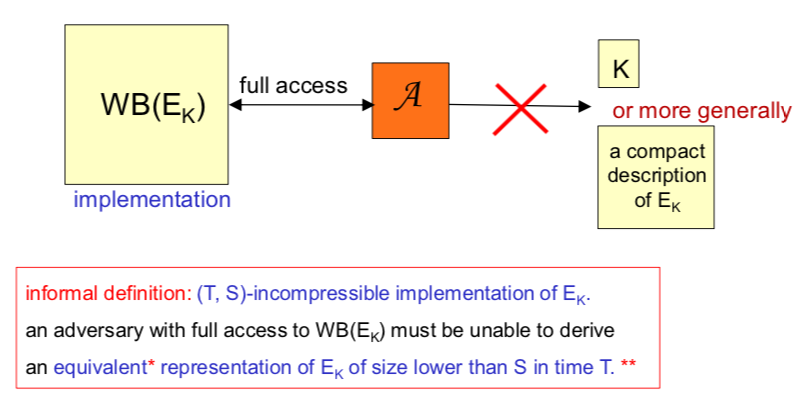 WB(E_K)
full access
𝒜
K
or more generally
a compact
description
of E_K
implementation
informal definition: (T, S)-incompressible implementation of E_K.
an adversary with full access to WB(E_K) must be unable to derive
an equivalent* representation of E_K of size lower than S in time T. **